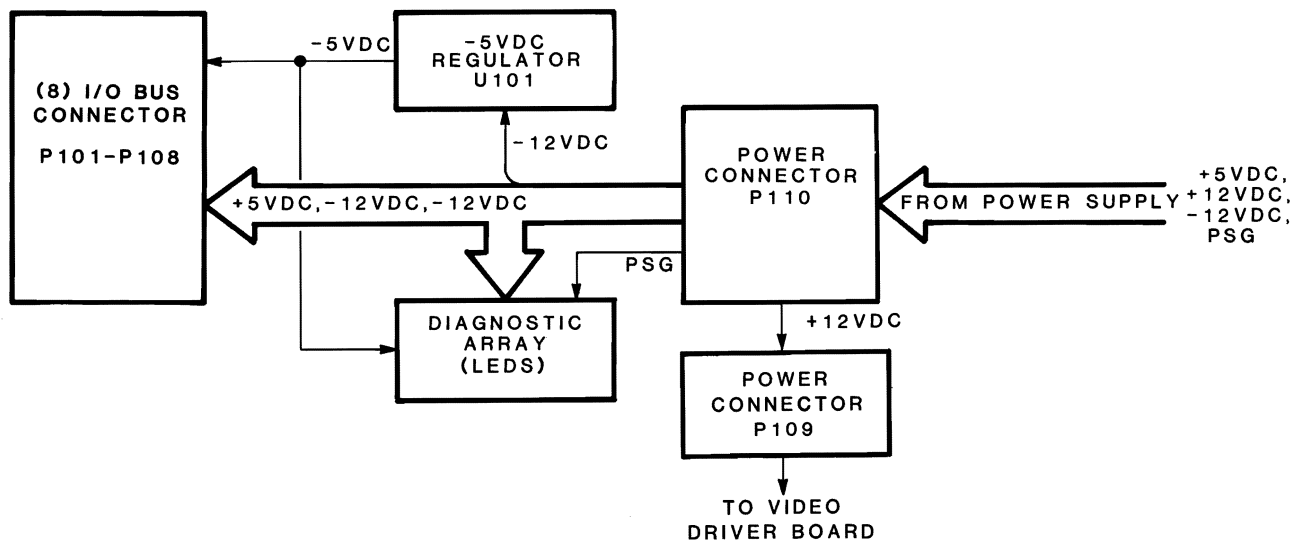 (8) I/O BUS
CONNECTOR
P101-P108
-5VDC
-5VDC
REGULATOR
U101
-12VDC
+5VDC,-12VDC,-12VDC
POWER
CONNECTOR
P110
FROM POWER SUPPLY
+5VDC,
+12VDC,
-12VDC,
PSG
PSG
DIAGNOSTIC
ARRAY
(LEDS)
+12VDC
POWER
CONNECTOR
P109
TO VIDEO
DRIVER BOARD